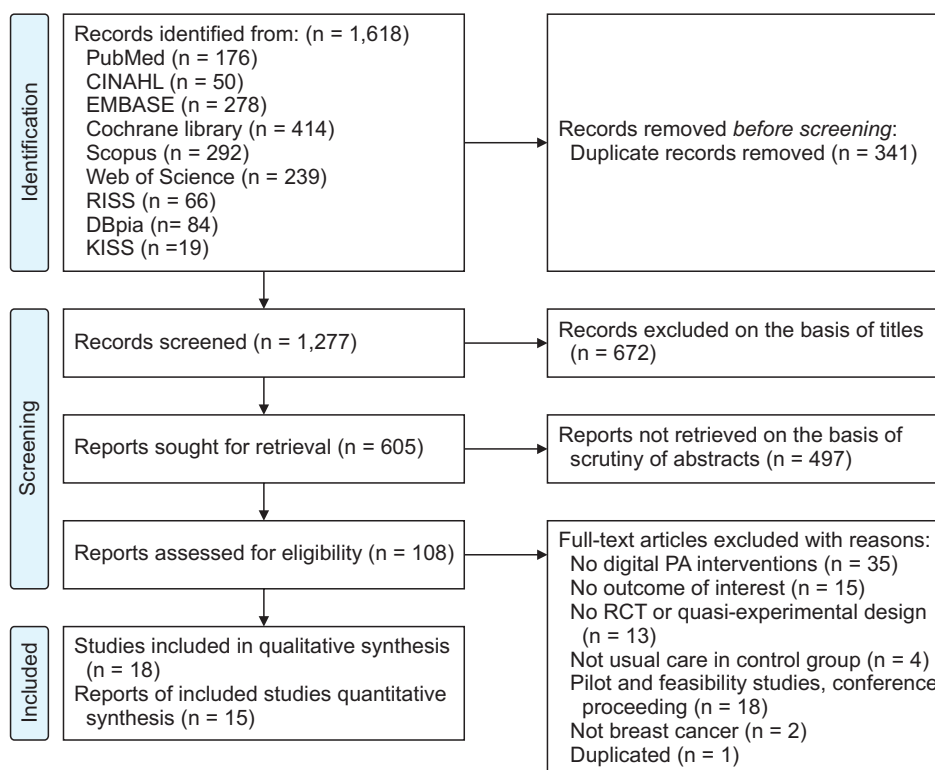 Identification
Records identified from: (n = 1,618)
PubMed (n = 176)
CINAHL (n = 50)
EMBASE (n = 278)
Cochrane library (n = 414)
Scopus (n = 292)
Web of Science (n = 239)
RISS (n = 66)
DBpia (n= 84)
KISS (n =19)
Records removed before screening:
Duplicate records removed (n = 341)
Screening
Records screened (n = 1,277)
Records excluded on the basis of titles
(n = 672)
Reports sought for retrieval (n = 605)
Reports not retrieved on the basis of
scrutiny of abstracts (n = 497)
Reports assessed for eligibility (n = 108)
Full-text articles excluded with reasons:
No digital PA interventions (n = 35)
No outcome of interest (n = 15)
No RCT or quasi-experimental design
(n = 13)
Not usual care in control group (n = 4)
Pilot and feasibility studies, conference
proceeding (n = 18)
Not breast cancer (n = 2)
Duplicated (n = 1)
Included
Studies included in qualitative synthesis
(n = 18)
Reports of included studies quantitative
synthesis (n = 15)